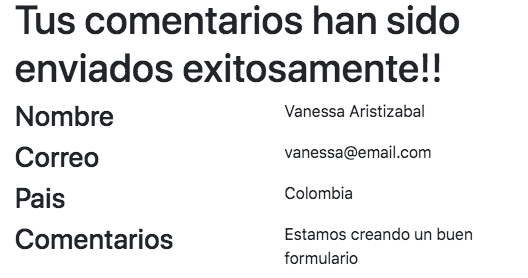 Tus comentarios han sido
enviados exitosamente!!
Nombre Vanessa Aristizabal
Correo vanessa@email.com
Pais Colombia
Comentarios Estamos creando un buen
formulario